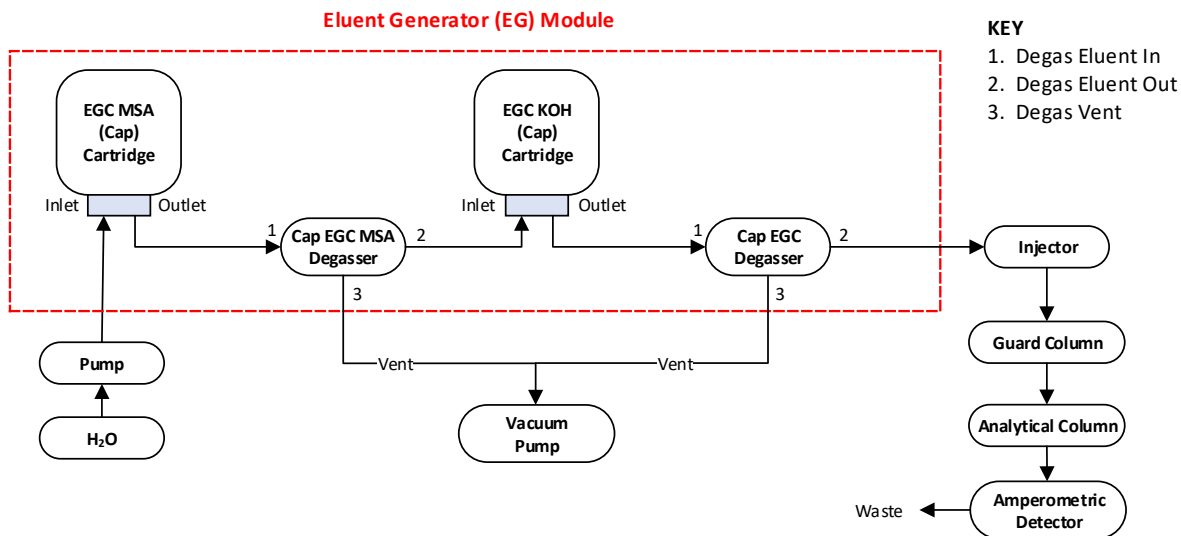 Eluent Generator (EG) Module
KEY
1. Degas Eluent In
2. Degas Eluent Out
3. Degas Vent
EGC MSA
(Cap)
Cartridge
EGC KOH
(Cap)
Cartridge
Inlet
Outlet
Inlet
Outlet
1
Cap EGC MSA
Degasser
2
3
1
Cap EGC
Degasser
2
3
Injector
Guard Column
Pump
Vent
Vent
H₂O
Vacuum
Pump
Analytical Column
Amperometric
Detector
Waste